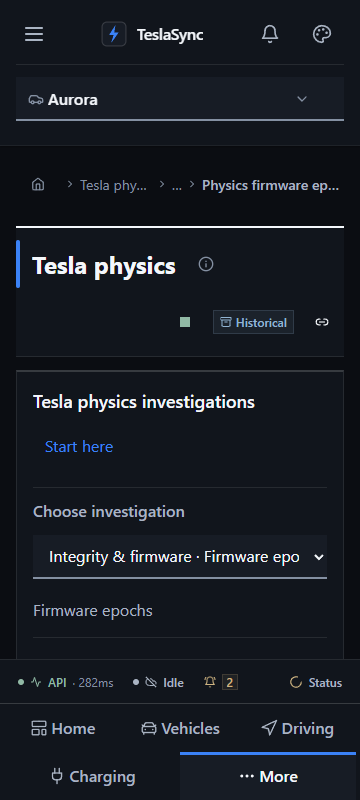 TeslaSync
Aurora
Tesla phy...
...
Physics firmware ep...
Tesla physics
Historical
Tesla physics investigations
Start here
Choose investigation
Integrity & firmware · Firmware epo
Firmware epochs
API · 282ms
Idle
2
Status
Home
Vehicles
Driving
Charging
More